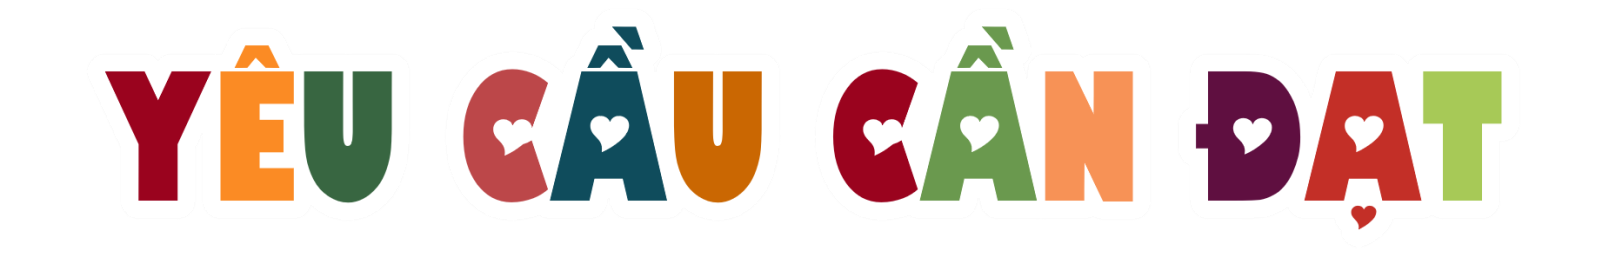 YÊU CẦU CẦN ĐẠT